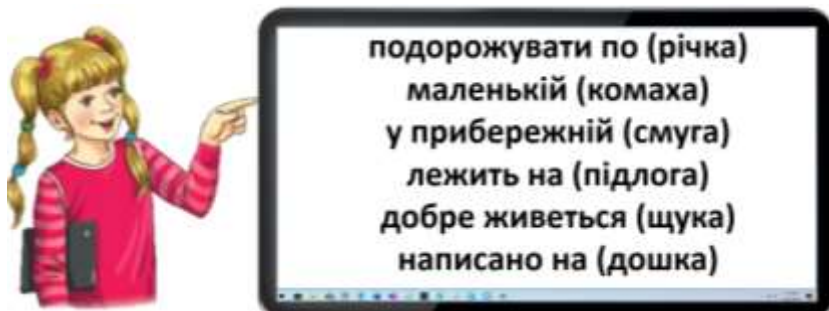 подорожувати по (річка)
маленькій (комаха)
у прибережній (смуга)
лежить на (підлога)
добре живеться (щука)
написано на (дошка)